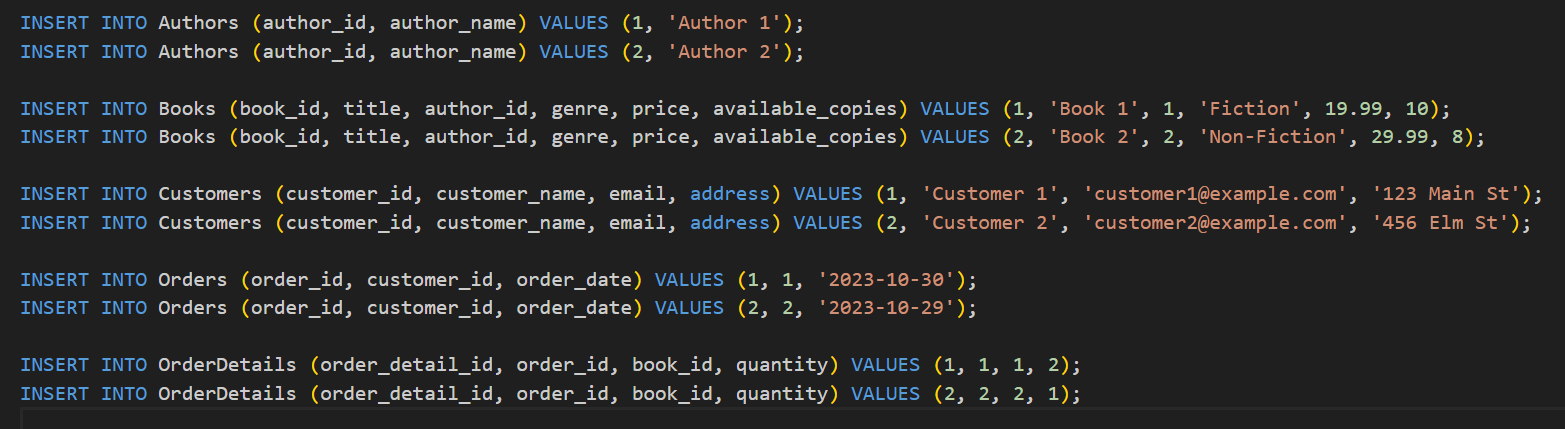 INSERT INTO Authors (author_id, author_name) VALUES (1, 'Author 1');
INSERT INTO Authors (author_id, author_name) VALUES (2, 'Author 2');
INSERT INTO Books (book_id, title, author_id, genre, price, available_copies) VALUES (1, 'Book 1', 1, 'Fiction', 19.99, 10);
INSERT INTO Books (book_id, title, author_id, genre, price, available_copies) VALUES (2, 'Book 2', 2, 'Non-Fiction', 29.99, 8);
INSERT INTO Customers (customer_id, customer_name, email, address) VALUES (1, 'Customer 1', 'customer1@example.com', '123 Main St');
INSERT INTO Customers (customer_id, customer_name, email, address) VALUES (2, 'Customer 2', 'customer2@example.com', '456 Elm St');
INSERT INTO Orders (order_id, customer_id, order_date) VALUES (1, 1, '2023-10-30');
INSERT INTO Orders (order_id, customer_id, order_date) VALUES (2, 2, '2023-10-29');
INSERT INTO OrderDetails (order_detail_id, order_id, book_id, quantity) VALUES (1, 1, 1, 2);
INSERT INTO OrderDetails (order_detail_id, order_id, book_id, quantity) VALUES (2, 2, 2, 1);